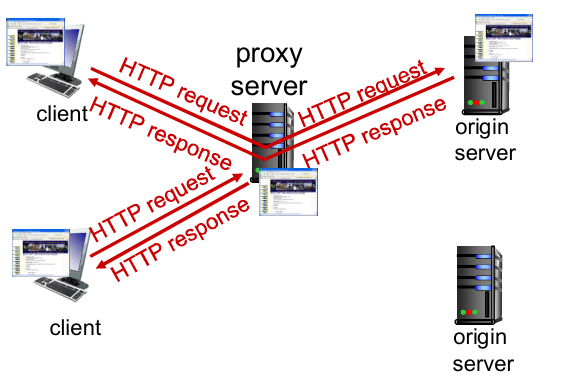 proxy
server
client
HTTP request
HTTP response
HTTP request
HTTP response
origin
server
HTTP request
HTTP response
client
origin
server